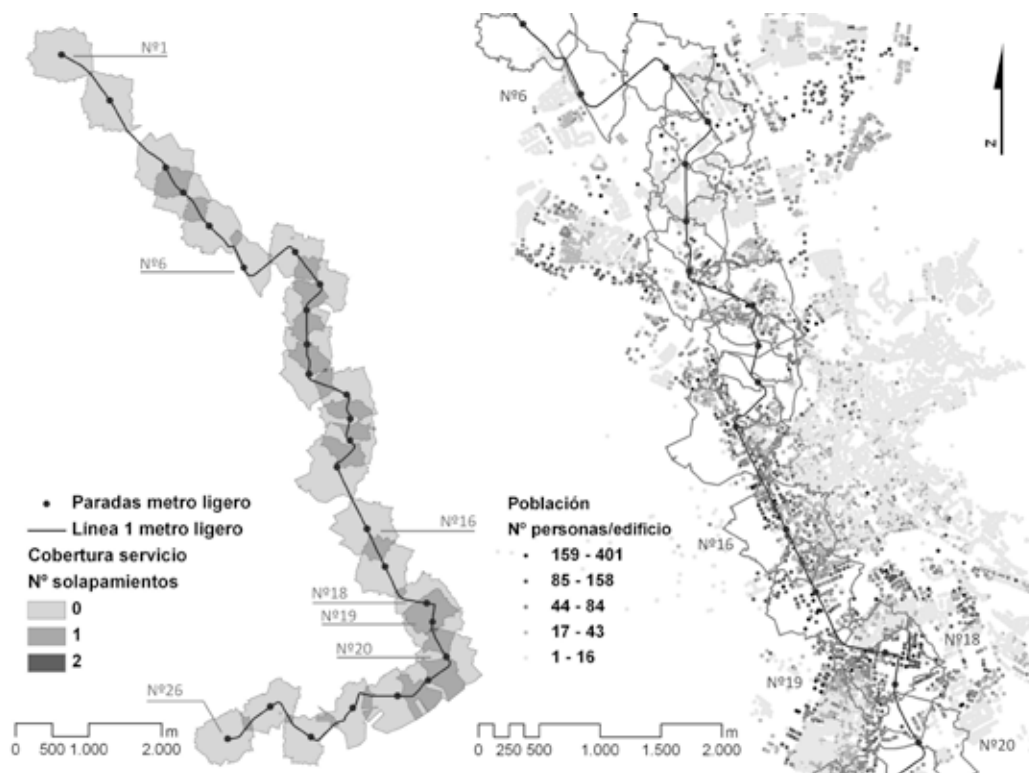 Nº1
Nº6
Nº16
Nº18
Nº19
Nº20
Nº26
Paradas metro ligero
Línea 1 metro ligero
Cobertura servicio
Nº solapamientos
0
1
2
0 500 1.000 2.000 m
Nº6
N
Nº16
Nº18
Nº19
Nº20
Población
Nº personas/edificio
159 - 401
85 - 158
44 - 84
17 - 43
1 - 16
0 250 500 1.000 1.500 2.000 m